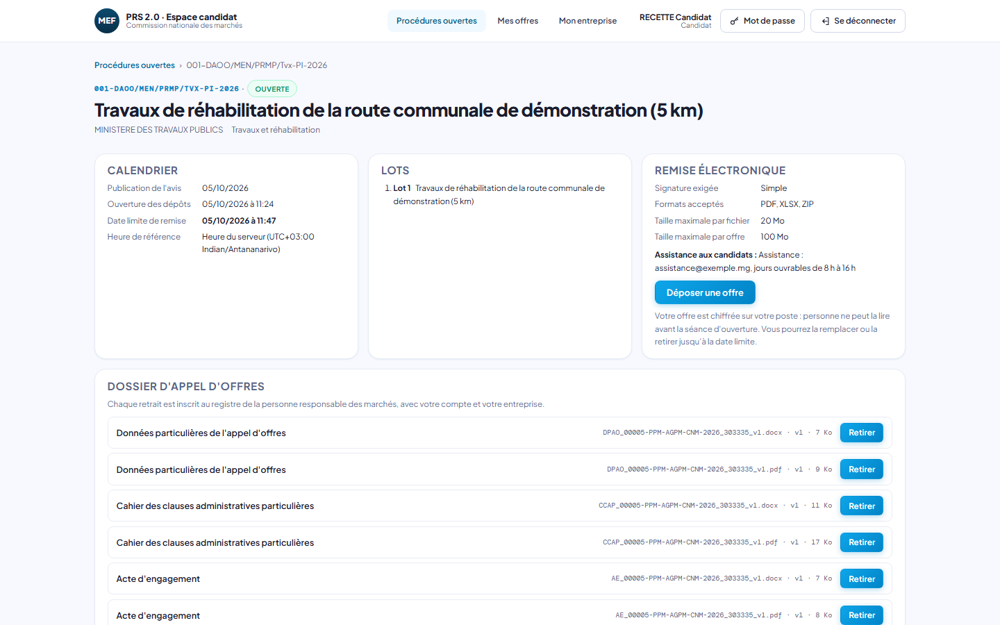 MEF
PRS 2.0 · Espace candidat
Commission nationale des marchés
Procédures ouvertes
Mes offres
Mon entreprise
RECETTE Candidat
Candidat
Mot de passe
Se déconnecter
Procédures ouvertes › 001-DAOO/MEN/PRMP/Tvx-PI-2026
001-DAOO/MEN/PRMP/TVX-PI-2026 · OUVERTE
Travaux de réhabilitation de la route communale de démonstration (5 km)
MINISTERE DES TRAVAUX PUBLICS Travaux et réhabilitation
CALENDRIER
Publication de l'avis 05/10/2026
Ouverture des dépôts 05/10/2026 à 11:24
Date limite de remise 05/10/2026 à 11:47
Heure de référence Heure du serveur (UTC+03:00
Indian/Antananarivo)
LOTS
1. Lot 1 Travaux de réhabilitation de la route communale de
démonstration (5 km)
REMISE ÉLECTRONIQUE
Signature exigée Simple
Formats acceptés PDF, XLSX, ZIP
Taille maximale par fichier 20 Mo
Taille maximale par offre 100 Mo
Assistance aux candidats : Assistance :
assistance@exemple.mg, jours ouvrables de 8 h à 16 h
Déposer une offre
Votre offre est chiffrée sur votre poste : personne ne peut la lire
avant la séance d'ouverture. Vous pourrez la remplacer ou la
retirer jusqu'à la date limite.
DOSSIER D'APPEL D'OFFRES
Chaque retrait est inscrit au registre de la personne responsable des marchés, avec votre compte et votre entreprise.
Données particulières de l'appel d'offres DPAO_00005-PPM-AGPM-CNM-2026_303335_v1.docx · v1 · 7 Ko Retirer
Données particulières de l'appel d'offres DPAO_00005-PPM-AGPM-CNM-2026_303335_v1.pdf · v1 · 9 Ko Retirer
Cahier des clauses administratives particulières CCAP_00005-PPM-AGPM-CNM-2026_303335_v1.docx · v1 · 11 Ko Retirer
Cahier des clauses administratives particulières CCAP_00005-PPM-AGPM-CNM-2026_303335_v1.pdf · v1 · 17 Ko Retirer
Acte d'engagement AE_00005-PPM-AGPM-CNM-2026_303335_v1.docx · v1 · 7 Ko Retirer
Acte d'engagement AE_00005-PPM-AGPM-CNM-2026_303335_v1.pdf · v1 · 8 Ko Retirer